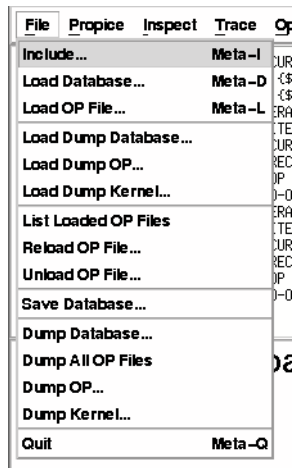 File Propice Inspect Trace Op
Include... Meta-I
Load Database... Meta-D
Load OP File... Meta-L
Load Dump Database...
Load Dump OP...
Load Dump Kernel...
List Loaded OP Files
Reload OP File...
Unload OP File...
Save Database...
Dump Database...
Dump All OP Files
Dump OP...
Dump Kernel...
Quit Meta-Q